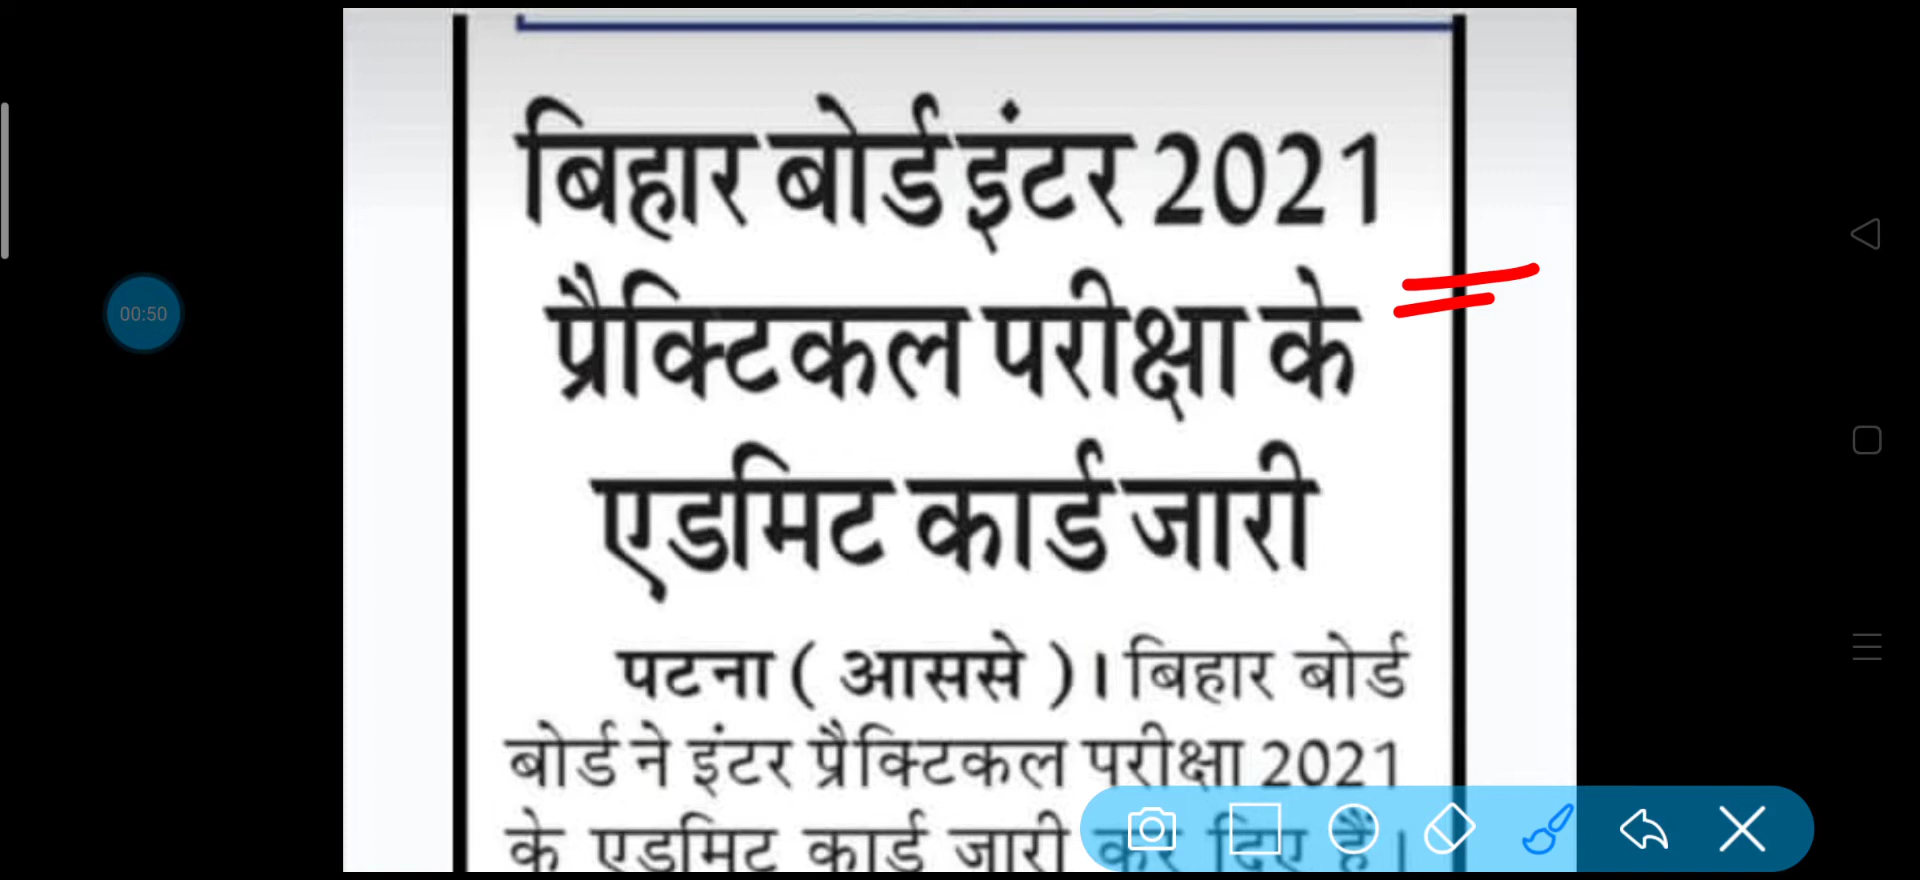 बिहार बोर्ड इंटर 2021
प्रैक्टिकल परीक्षा के
एडमिट कार्ड जारी
पटना ( आससे )। बिहार बोर्ड
बोर्ड ने इंटर प्रैक्टिकल परीक्षा 2021
के एडमिट कार्ड जारी कर दिए हैं।
00:50